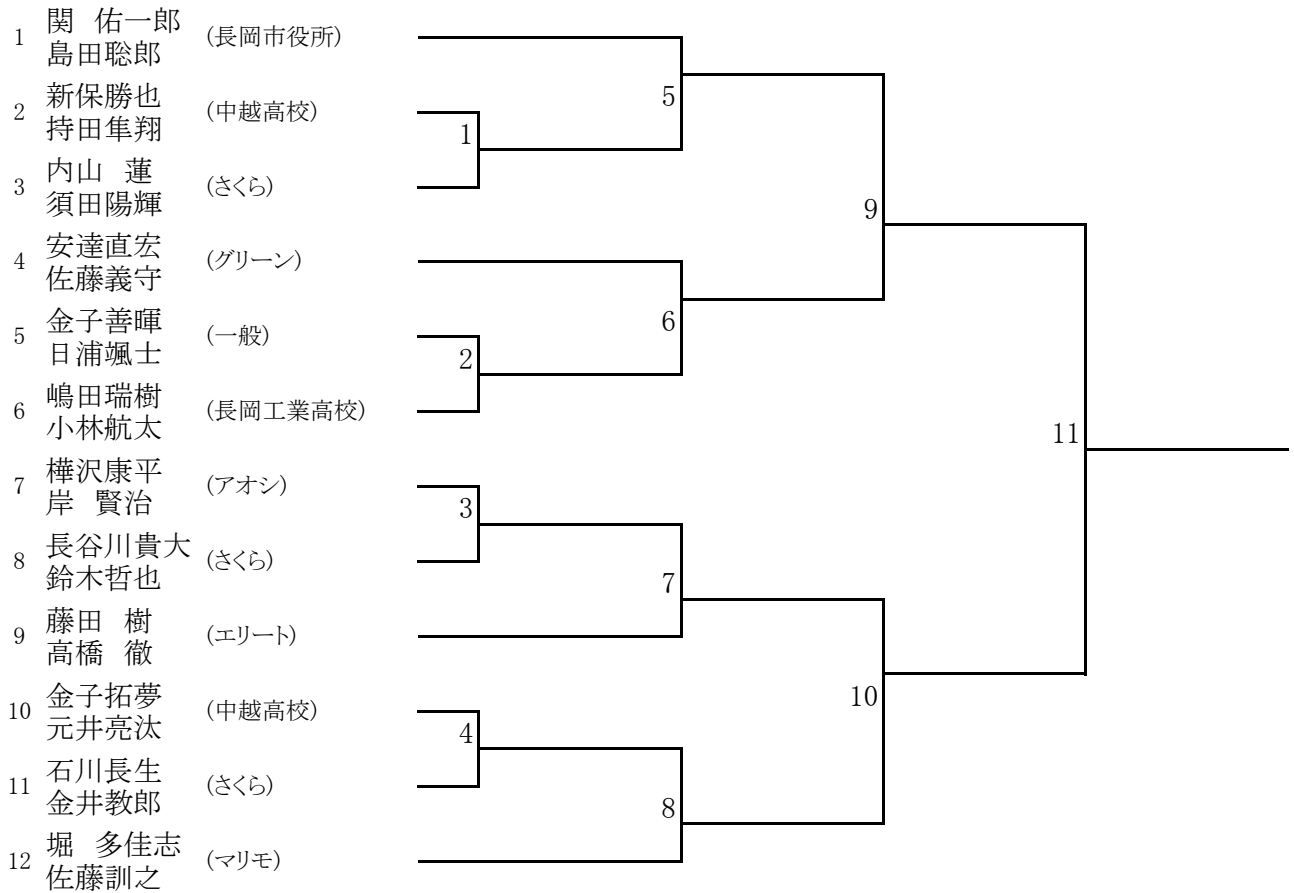 1 関 佑一郎 (長岡市役所)
島田聡郎
2 新保勝也 (中越高校)
持田隼翔
3 内山 蓮 (さくら)
須田陽輝
4 安達直宏 (グリーン)
佐藤義守
5 金子善暉 (一般)
日浦颯士
6 嶋田瑞樹 (長岡工業高校)
小林航太
7 樺沢康平 (アオシ)
岸 賢治
8 長谷川貴大 (さくら)
鈴木哲也
9 藤田 樹 (エリート)
高橋 徹
10 金子拓夢 (中越高校)
元井亮汰
11 石川長生 (さくら)
金井教郎
12 堀 多佳志 (マリモ)
佐藤訓之
1
2
3
4
5
6
7
8
9
10
11